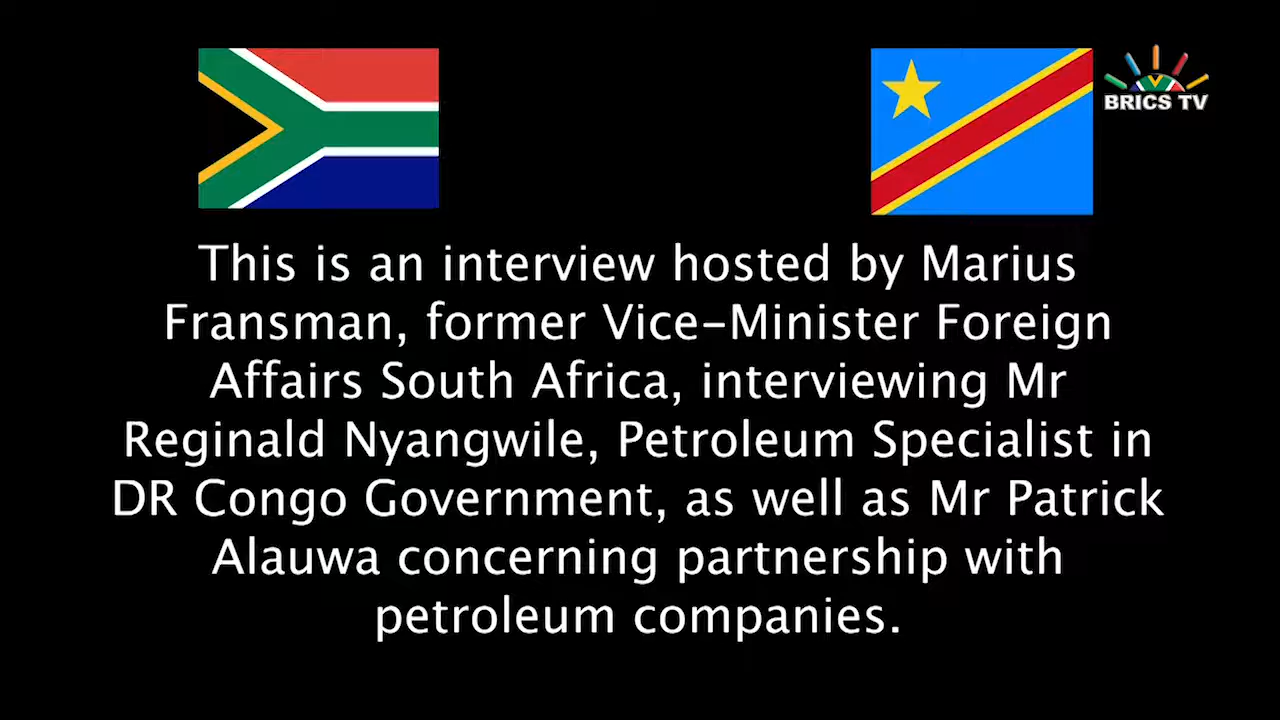 BRICS TV
This is an interview hosted by Marius
Fransman, former Vice-Minister Foreign
Affairs South Africa, interviewing Mr
Reginald Nyangwile, Petroleum Specialist in
DR Congo Government, as well as Mr Patrick
Alauwa concerning partnership with
petroleum companies.